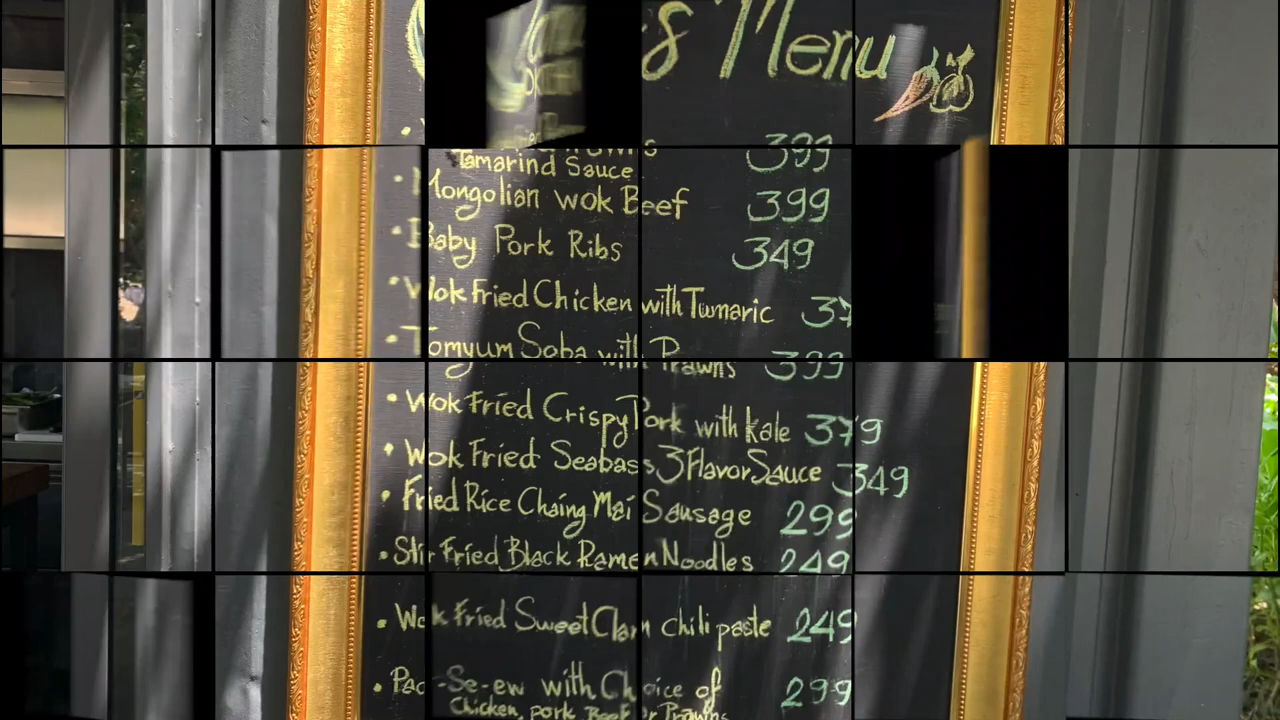 Menu
399
Tamarind Sauce
• Mongolian wok Beef 399
• Baby Pork Ribs 349
• Wok Fried Chicken with Tumaric
• Tomyum Soba with Prawns 399
• Wok Fried Crispy Pork with kale 379
• Wok Fried Seabass 3 Flavor Sauce 349
• Fried Rice Chaing Mai Sausage 299
• Stir Fried Black Ramen Noodles 249
• Wok Fried Sweet Clam chili paste 249
• Pad-Se-ew with Choice of 299
Chicken, pork Beef or Prawns